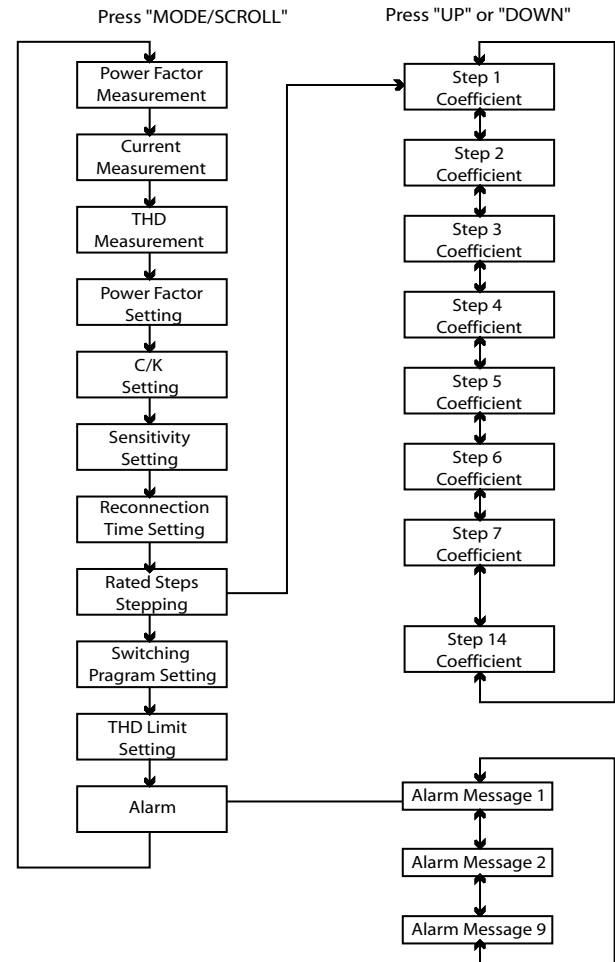 Press "MODE/SCROLL"
Power Factor
Measurement
Current
Measurement
THD
Measurement
Power Factor
Setting
C/K
Setting
Sensitivity
Setting
Reconnection
Time Setting
Rated Steps
Stepping
Switching
Pragram Setting
THD Limit
Setting
Alarm
Press "UP" or "DOWN"
Step 1
Coefficient
Step 2
Coefficient
Step 3
Coefficient
Step 4
Coefficient
Step 5
Coefficient
Step 6
Coefficient
Step 7
Coefficient
Step 14
Coefficient
Alarm Message 1
Alarm Message 2
Alarm Message 9